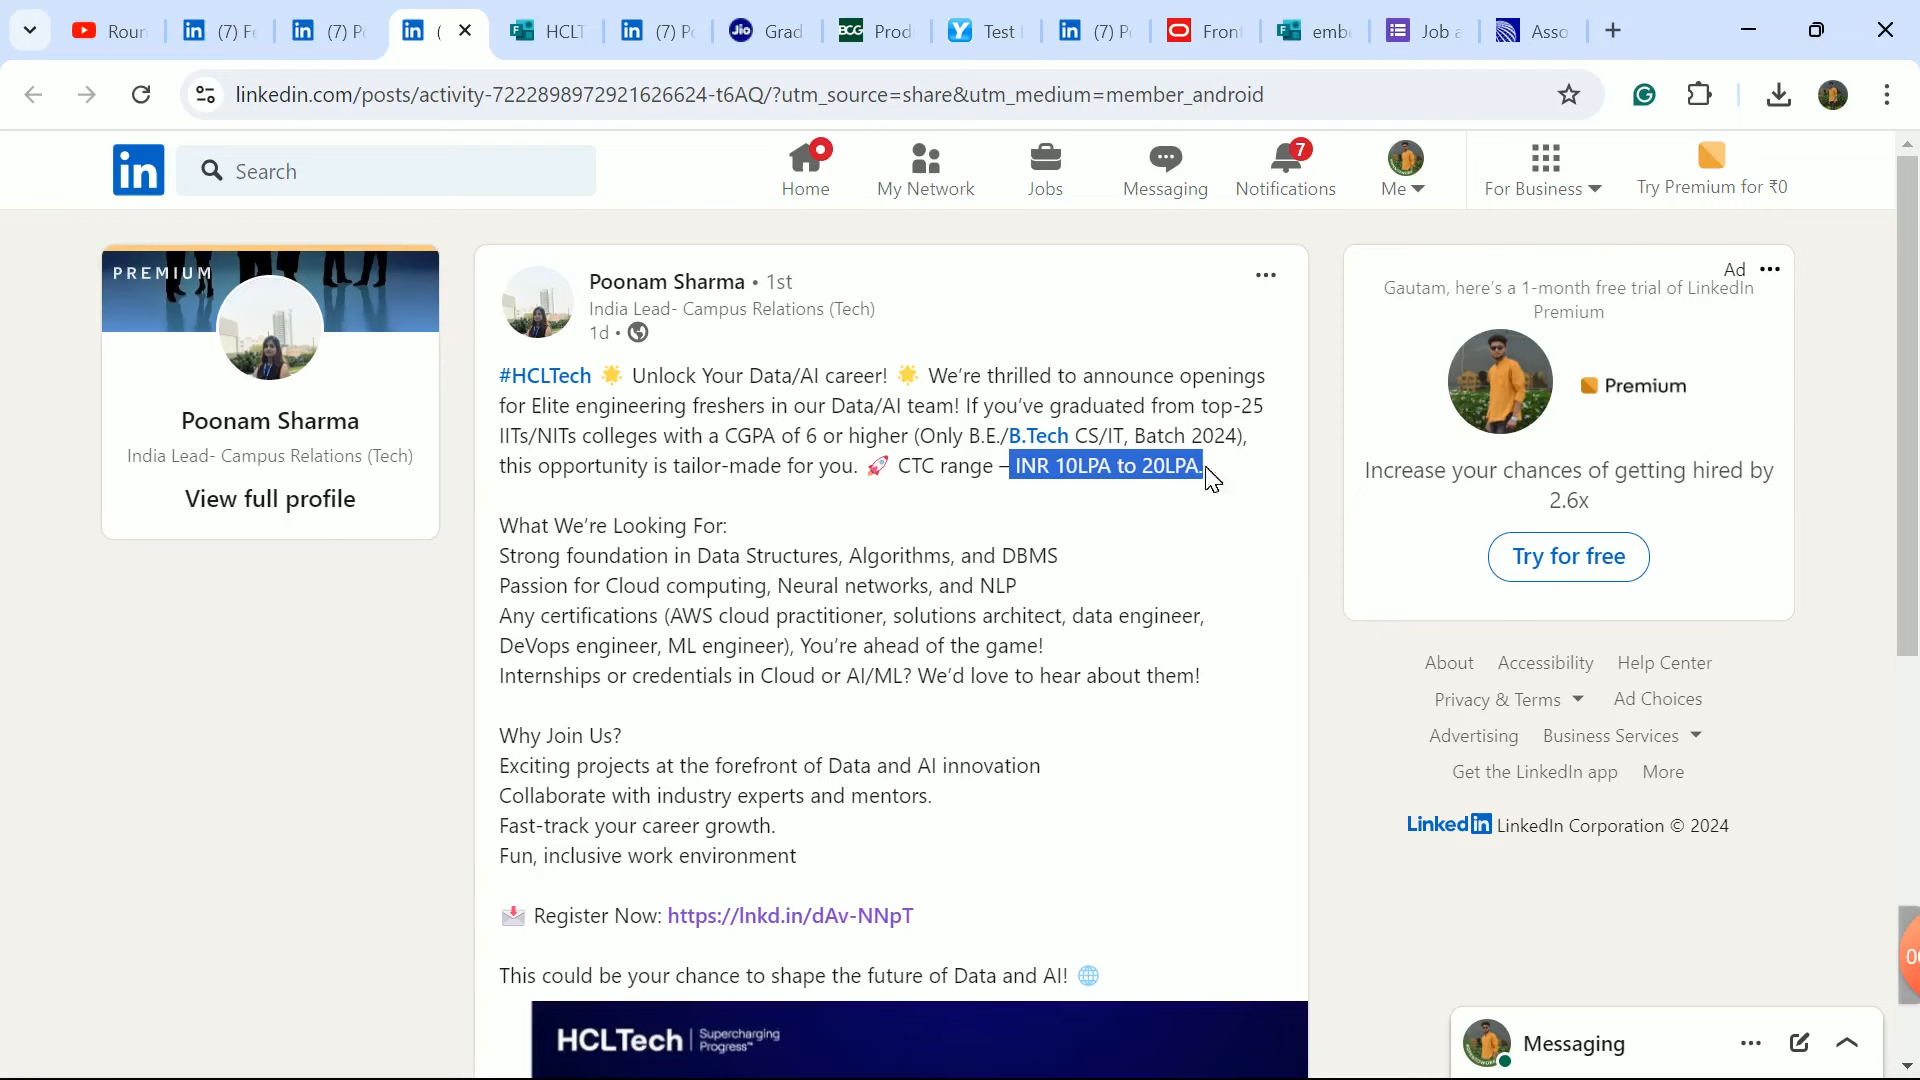 Roun
(7) Fe
(7) P
(
HCLT
(7) Pc
Jio
Grad
BCG
Prod
Test
(7) P
Front
embe
Job a
Asso
linkedin.com/posts/activity-7222898972921626624-t6AQ/?utm_source=share&utm_medium=member_android
in
Search
Home
My Network
Jobs
Messaging
7
Notifications
Me
For Business
Try Premium for ₹0
PREMIUM
Poonam Sharma
India Lead- Campus Relations (Tech)
View full profile
Poonam Sharma • 1st
India Lead- Campus Relations (Tech)
1d •
#HCLTech 🌟 Unlock Your Data/AI career! 🌟 We're thrilled to announce openings
for Elite engineering freshers in our Data/AI team! If you've graduated from top-25
IITs/NITs colleges with a CGPA of 6 or higher (Only B.E./B.Tech CS/IT, Batch 2024),
this opportunity is tailor-made for you. 🚀 CTC range – INR 10LPA to 20LPA.
What We're Looking For:
Strong foundation in Data Structures, Algorithms, and DBMS
Passion for Cloud computing, Neural networks, and NLP
Any certifications (AWS cloud practitioner, solutions architect, data engineer,
DeVops engineer, ML engineer), You're ahead of the game!
Internships or credentials in Cloud or AI/ML? We'd love to hear about them!
Why Join Us?
Exciting projects at the forefront of Data and AI innovation
Collaborate with industry experts and mentors.
Fast-track your career growth.
Fun, inclusive work environment
📩 Register Now: https://lnkd.in/dAv-NNpT
This could be your chance to shape the future of Data and AI! 🌐
HCLTech | Supercharging
Progress™
Ad
Gautam, here's a 1-month free trial of LinkedIn
Premium
Premium
Increase your chances of getting hired by
2.6x
Try for free
About Accessibility Help Center
Privacy & Terms Ad Choices
Advertising Business Services
Get the LinkedIn app More
LinkedIn LinkedIn Corporation © 2024
Messaging